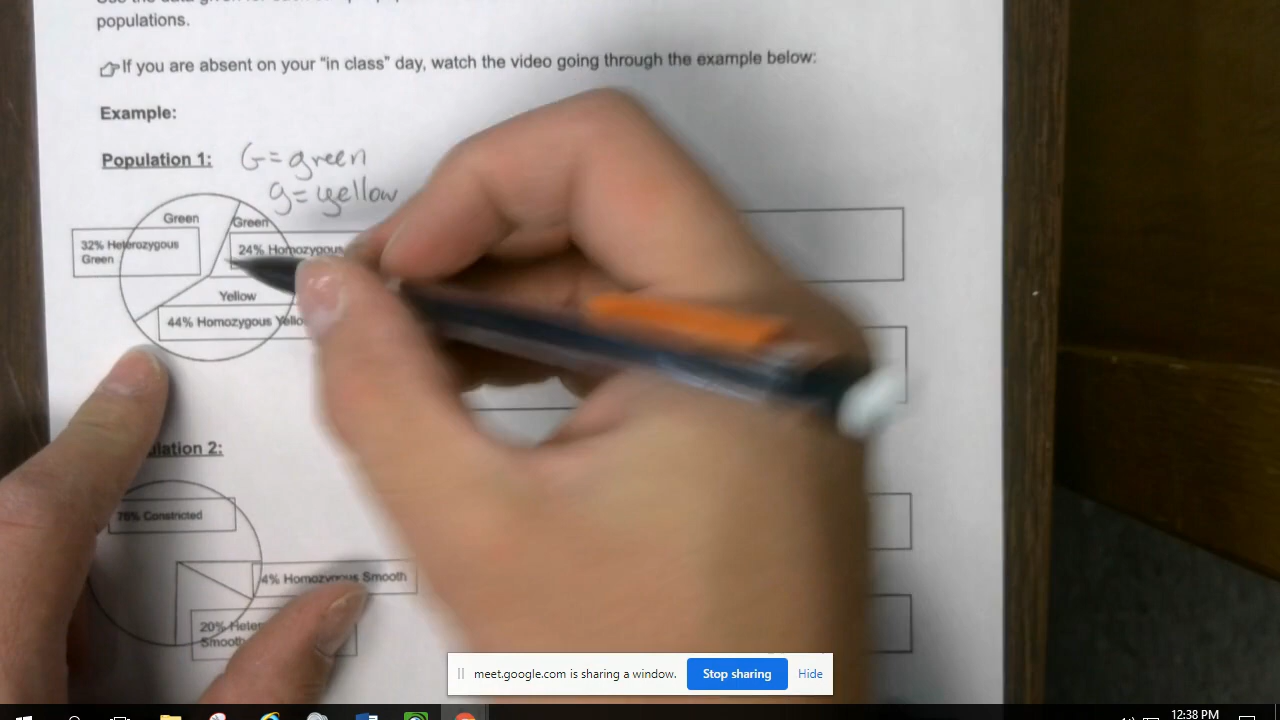 populations.
If you are absent on your "in class" day, watch the video going through the example below:
Example:
Population 1:
G = green
g = yellow
Green
Green
32% Heterozygous
Green
24% Homozygous
Yellow
44% Homozygous
2:
76% Constricted
4% Homozygous Smooth
20%
Smooth
meet.google.com is sharing a window.
Stop sharing
Hide
12:38 PM